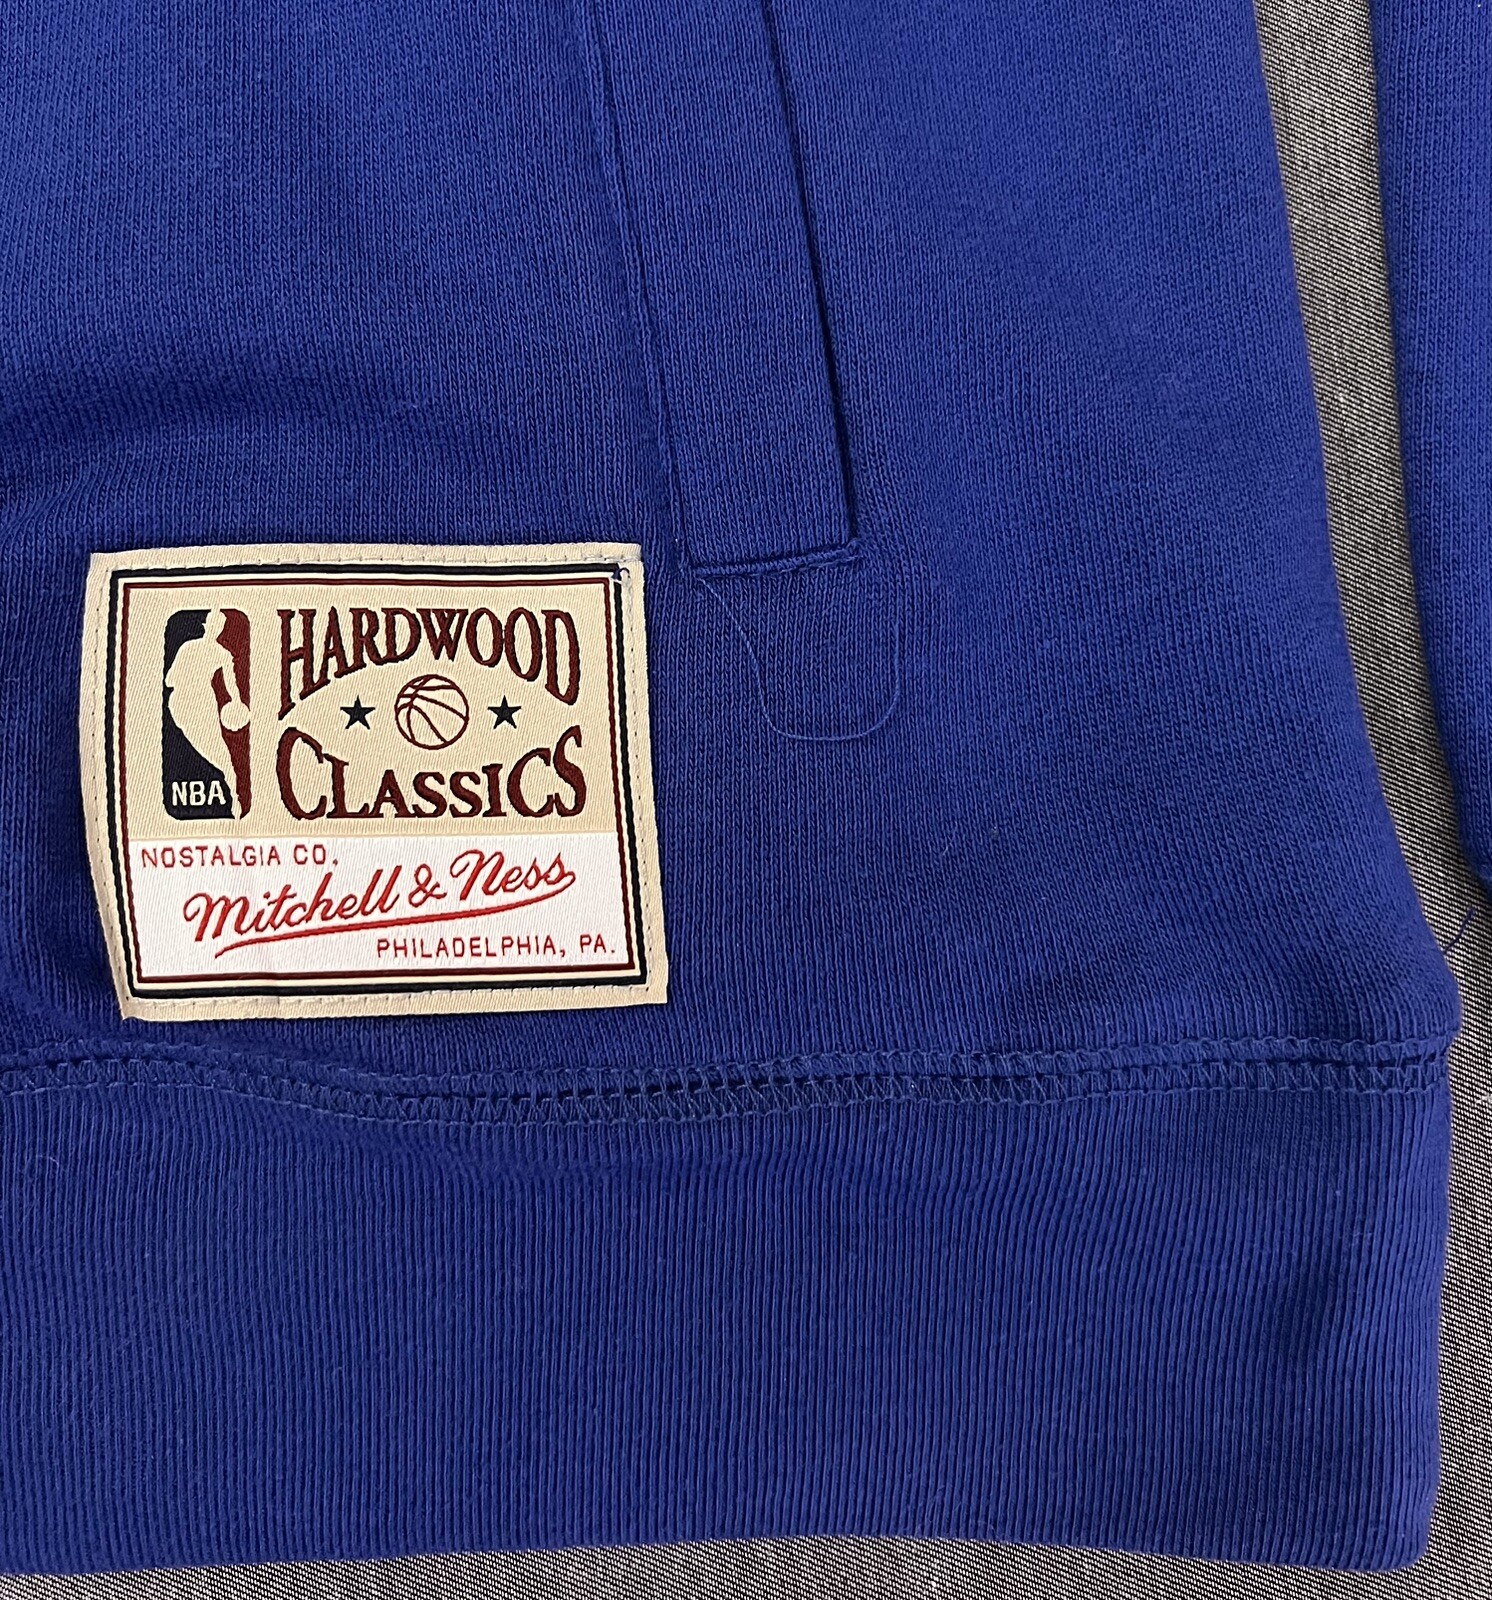 HARDWOOD
CLASSICS
NBA
NOSTALGIA CO.
Mitchell & Ness
PHILADELPHIA, PA.